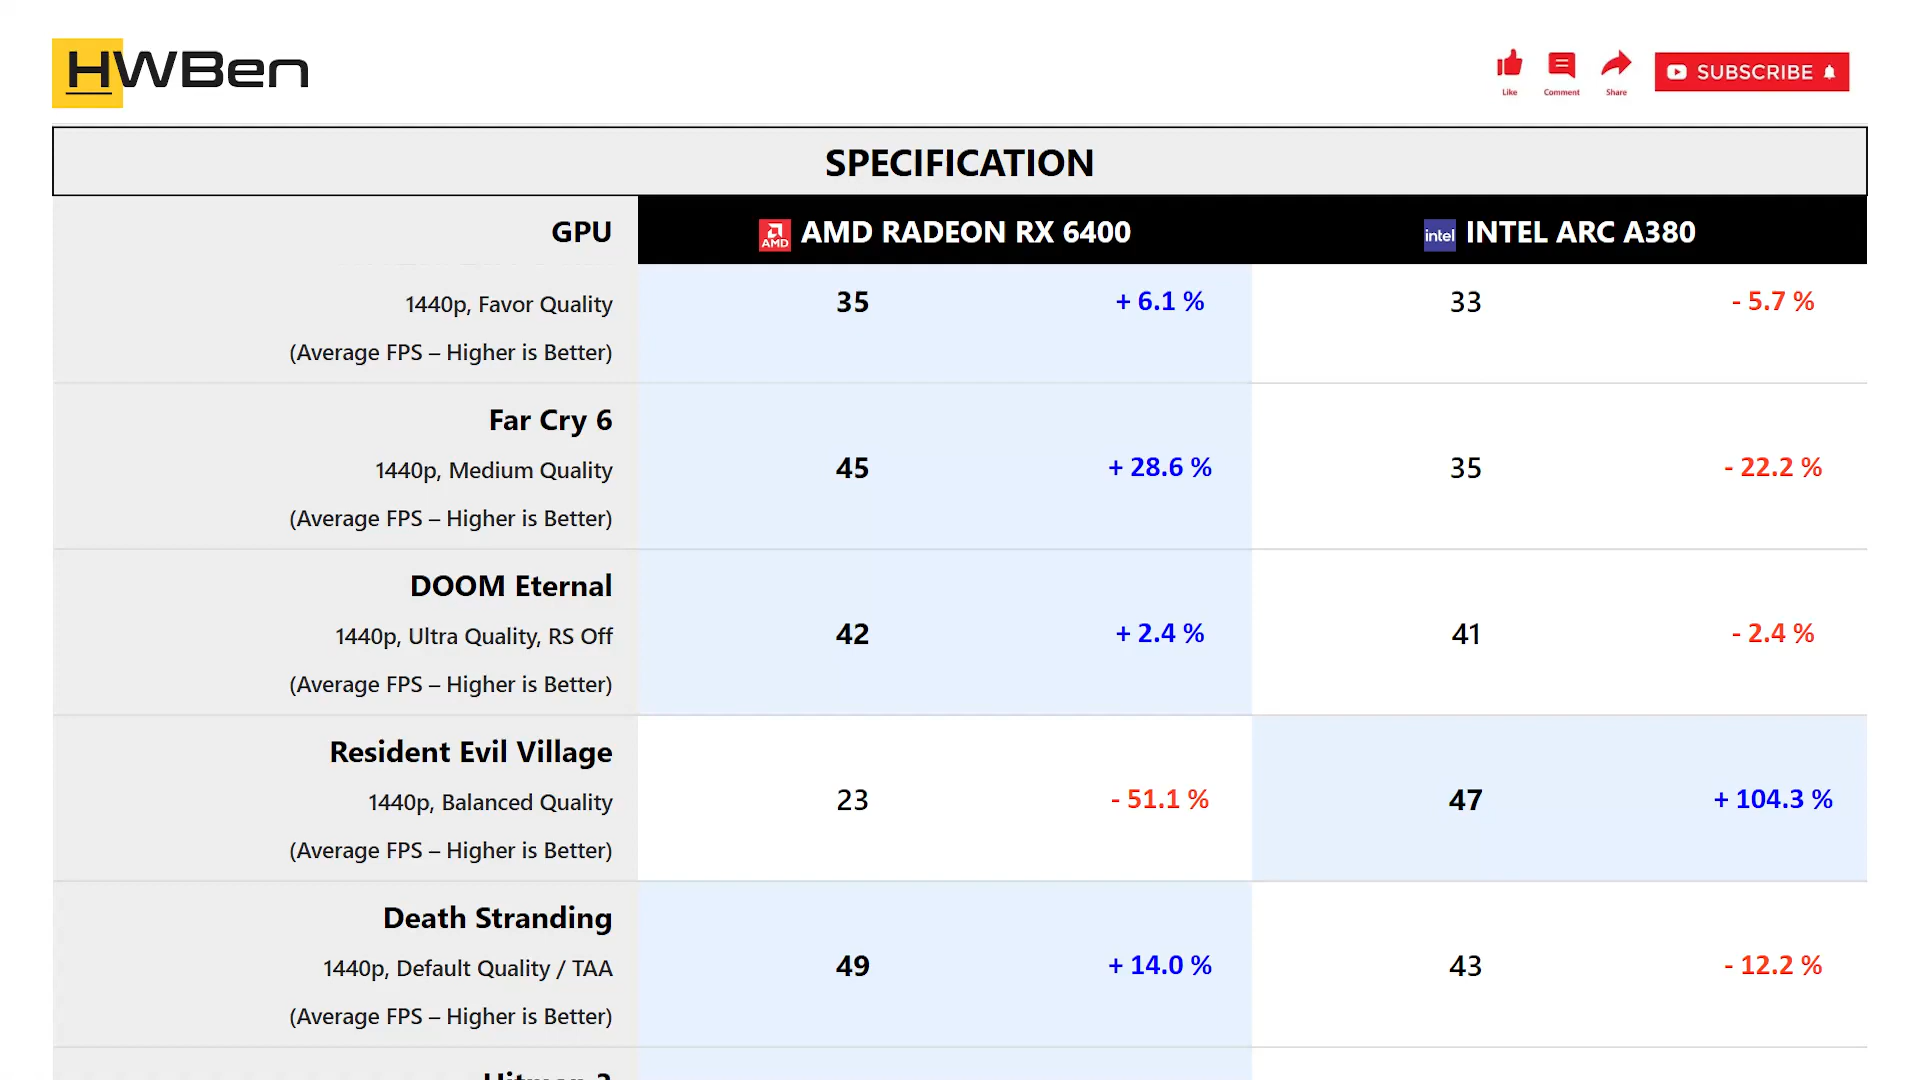 HWBen
Like
Comment
Share
SUBSCRIBE
SPECIFICATION
GPU
AMD
AMD RADEON RX 6400
intel
INTEL ARC A380
1440p, Favor Quality
(Average FPS – Higher is Better)
35
+ 6.1 %
33
- 5.7 %
Far Cry 6
1440p, Medium Quality
(Average FPS – Higher is Better)
45
+ 28.6 %
35
- 22.2 %
DOOM Eternal
1440p, Ultra Quality, RS Off
(Average FPS – Higher is Better)
42
+ 2.4 %
41
- 2.4 %
Resident Evil Village
1440p, Balanced Quality
(Average FPS – Higher is Better)
23
- 51.1 %
47
+ 104.3 %
Death Stranding
1440p, Default Quality / TAA
(Average FPS – Higher is Better)
49
+ 14.0 %
43
- 12.2 %